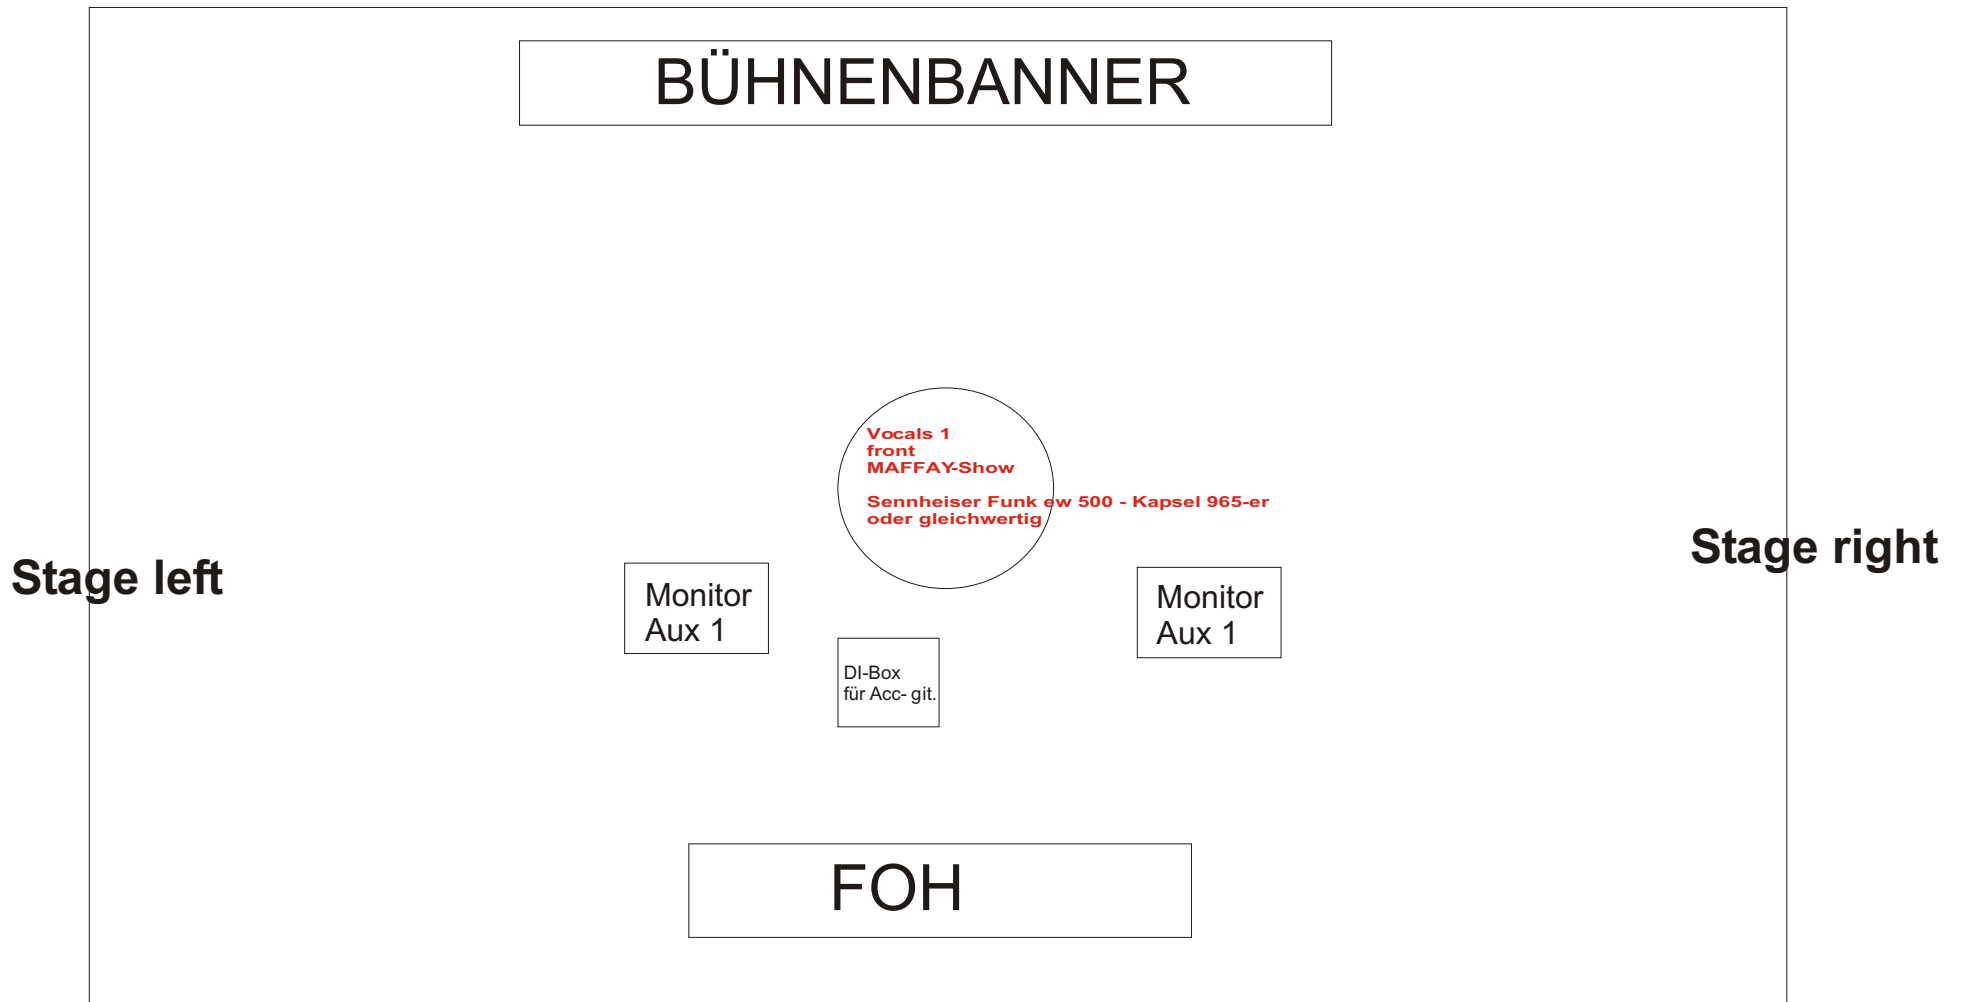 BÜHNENBANNER
Vocals 1
front
MAFFAY-Show
Sennheiser Funk ew 500 - Kapsel 965-er
oder gleichwertig
Stage left
Stage right
Monitor
Aux 1
Monitor
Aux 1
DI-Box
für Acc- git.
FOH